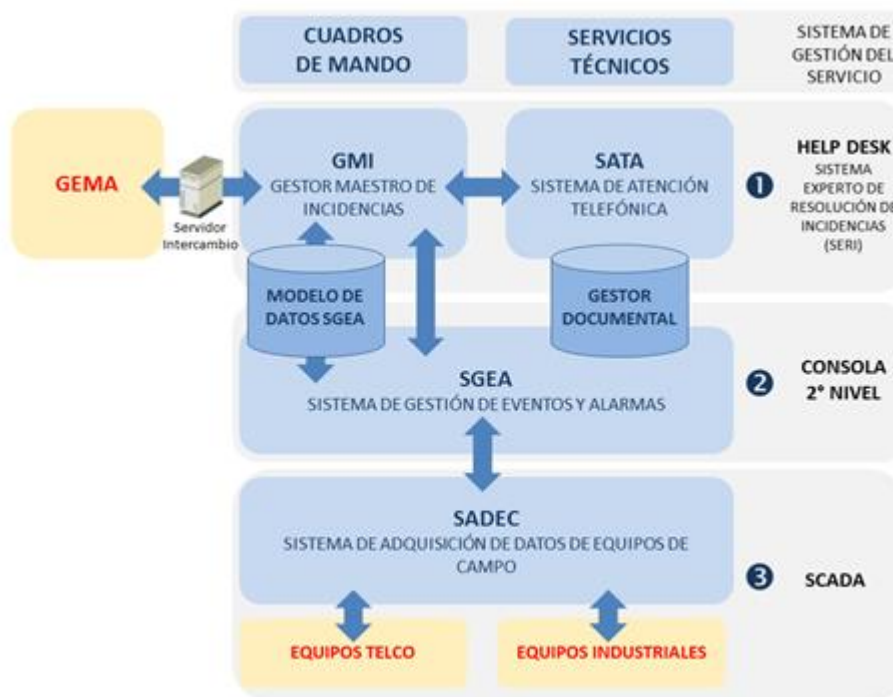 CUADROS
DE MANDO
SERVICIOS
TÉCNICOS
SISTEMA DE
GESTIÓN DEL
SERVICIO
GEMA
Servidor
Intercambio
GMI
GESTOR MAESTRO DE
INCIDENCIAS
SATA
SISTEMA DE ATENCIÓN
TELEFÓNICA
1
HELP DESK
SISTEMA
EXPERTO DE
RESOLUCIÓN DE
INCIDENCIAS
(SERI)
MODELO DE
DATOS SGEA
GESTOR
DOCUMENTAL
SGEA
SISTEMA DE GESTIÓN DE EVENTOS Y ALARMAS
2
CONSOLA
2° NIVEL
SADEC
SISTEMA DE ADQUISICIÓN DE DATOS DE EQUIPOS DE
CAMPO
3
SCADA
EQUIPOS TELCO
EQUIPOS INDUSTRIALES